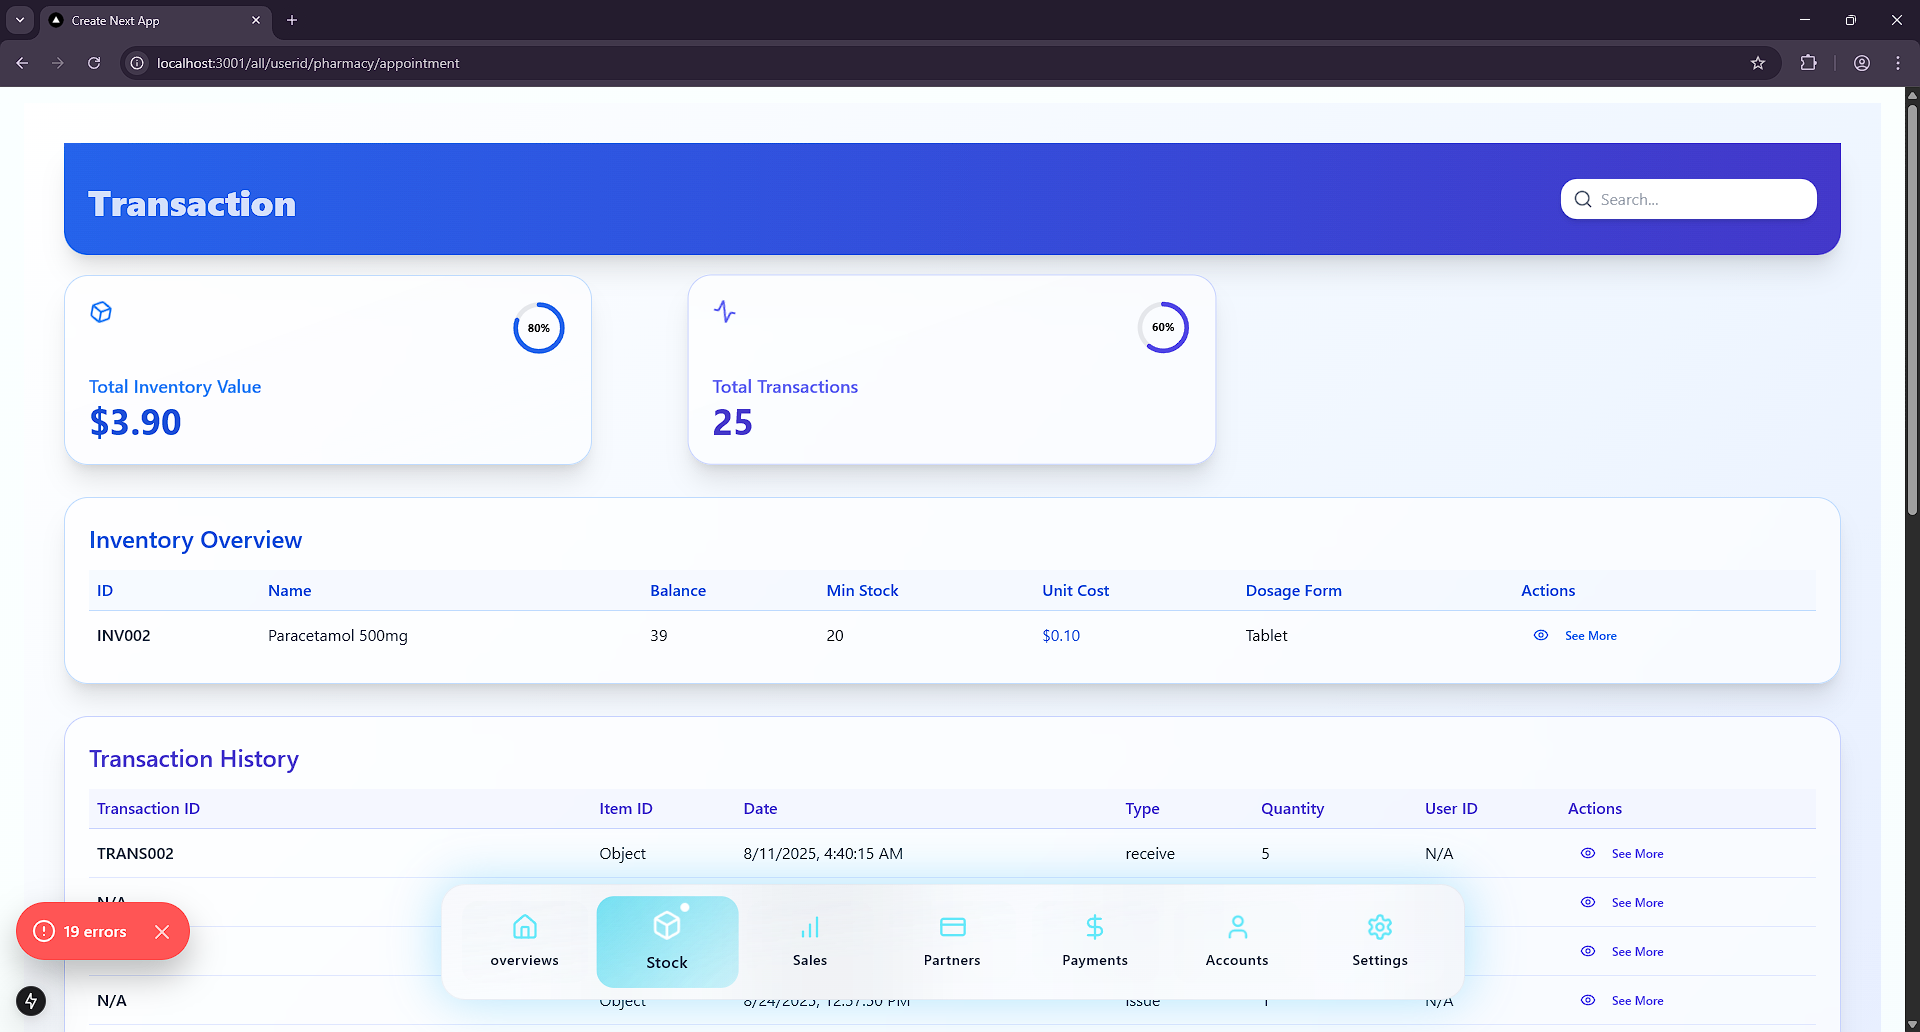 Create Next App
localhost:3001/all/userid/pharmacy/appointment
Transaction
Search...
80%
60%
Total Inventory Value
$3.90
Total Transactions
25
Inventory Overview
ID Name Balance Min Stock Unit Cost Dosage Form Actions
INV002 Paracetamol 500mg 39 20 $0.10 Tablet See More
Transaction History
Transaction ID Item ID Date Type Quantity User ID Actions
TRANS002 Object 8/11/2025, 4:40:15 AM receive 5 N/A See More
N/A See More
19 errors
See More
overviews Stock Sales Partners Payments Accounts Settings
N/A Object 8/24/2025, 12:57:50 PM issue 1 N/A See More